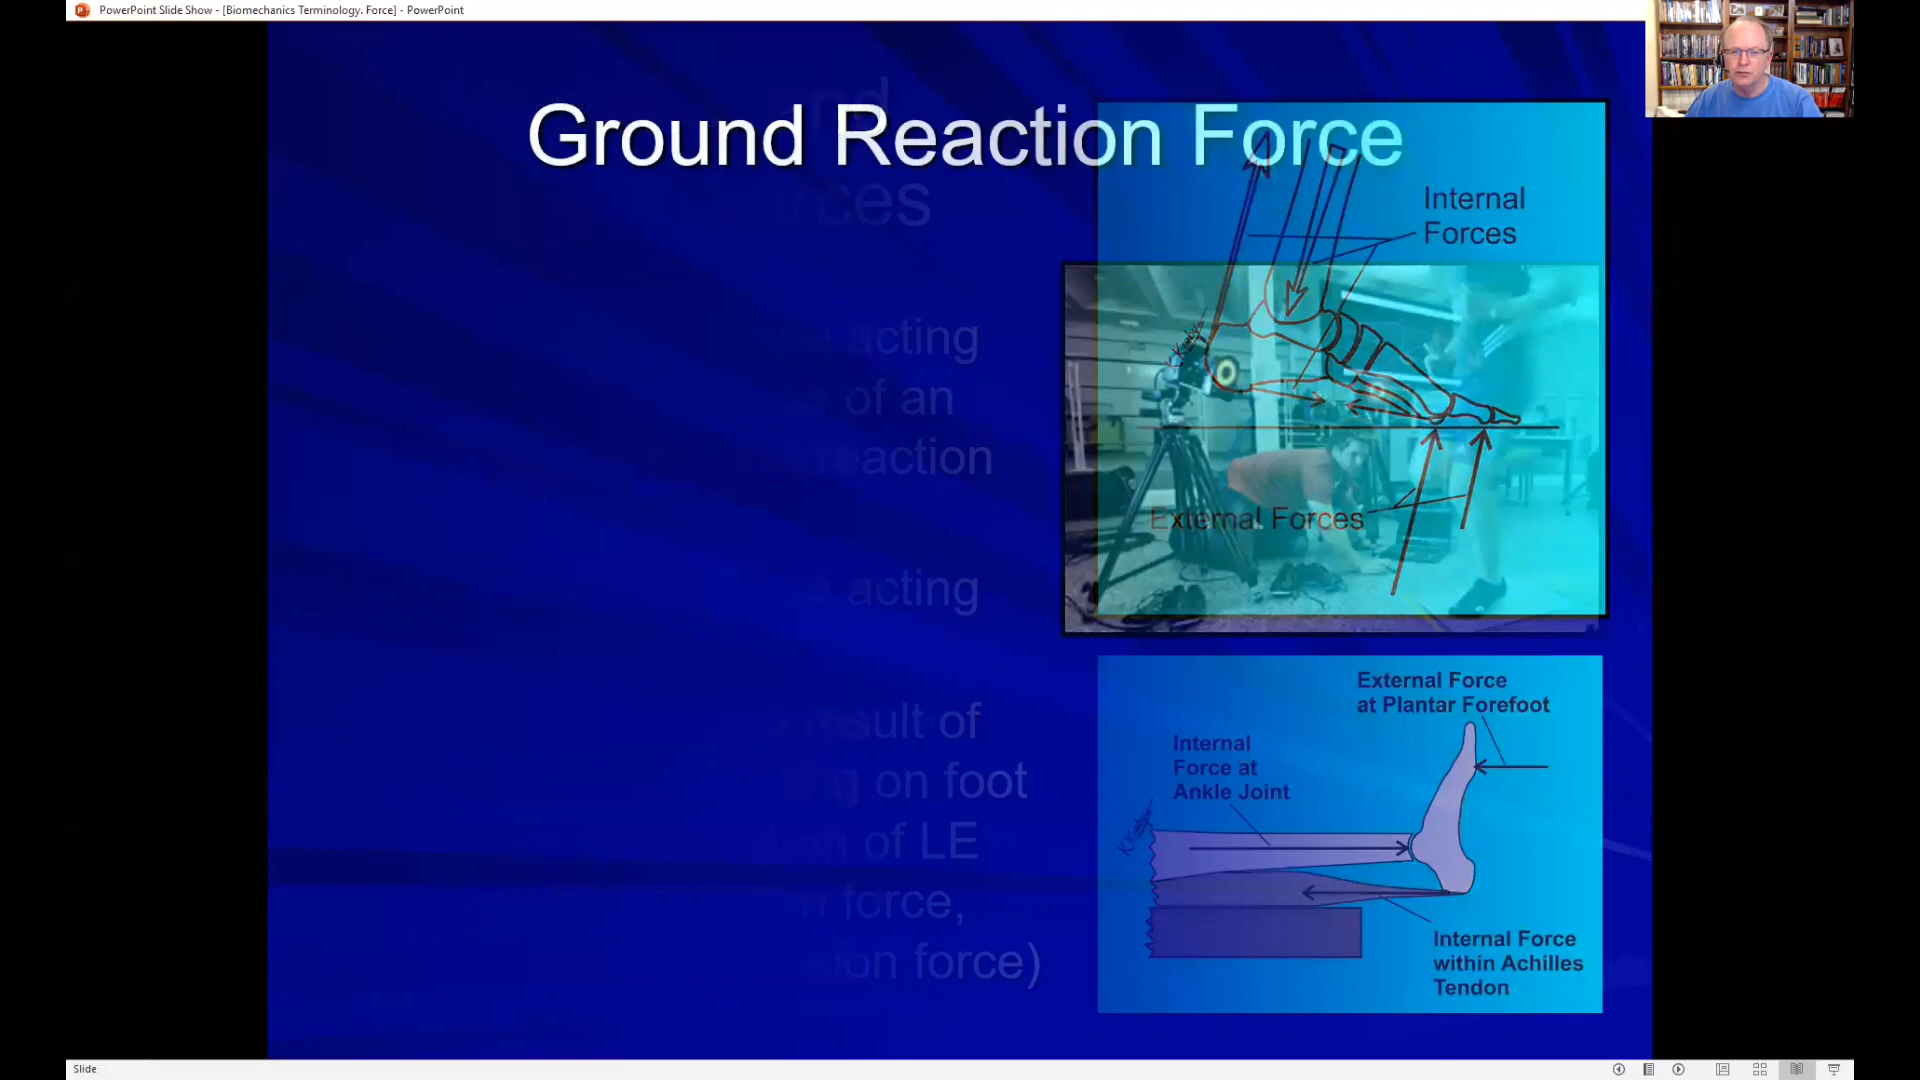 PowerPoint Slide Show - [Biomechanics Terminology. Force] - PowerPoint
Ground Reaction Force
Internal
Forces
acting
of an
reaction
External Forces
acting
result of
on foot
of LE
force,
force)
External Force
at Plantar Forefoot
Internal
Force at
Ankle Joint
Internal Force
within Achilles
Tendon
Slide